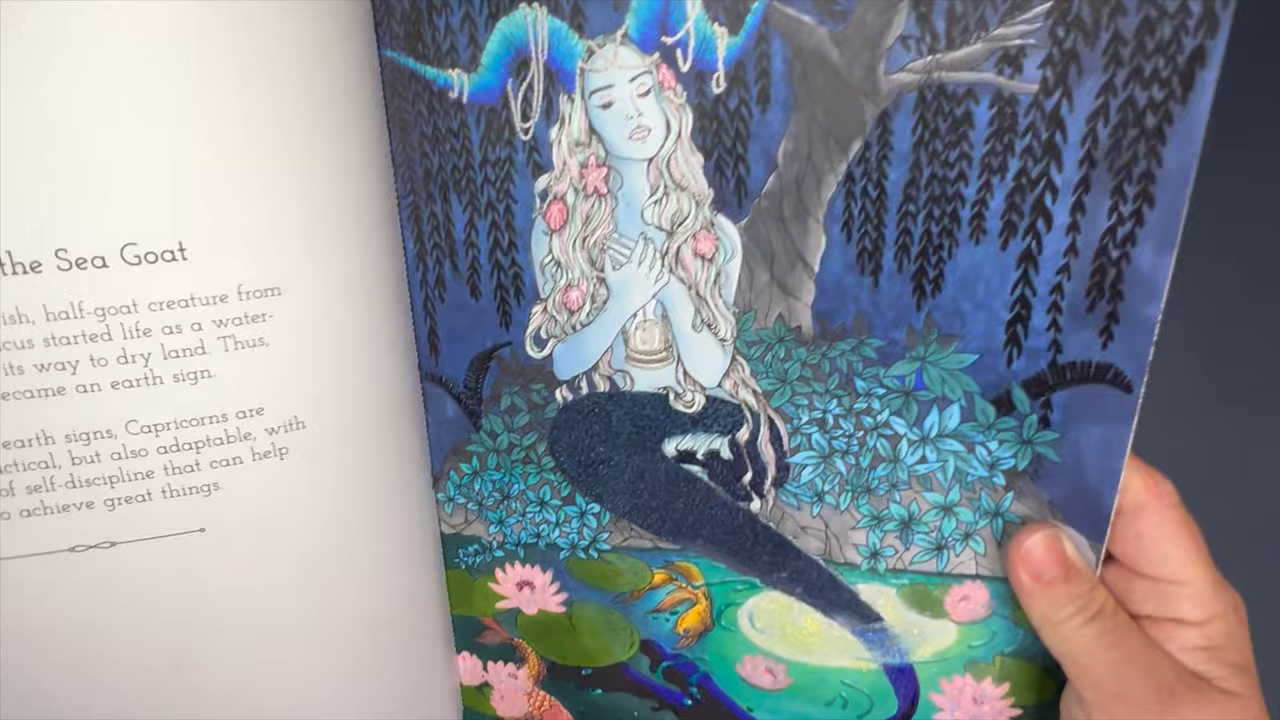 the Sea Goat
ish, half-goat creature from
cus started life as a water-
its way to dry land. Thus,
ecame an earth sign.
earth signs, Capricorns are
ctical, but also adaptable, with
of self-discipline that can help
o achieve great things.